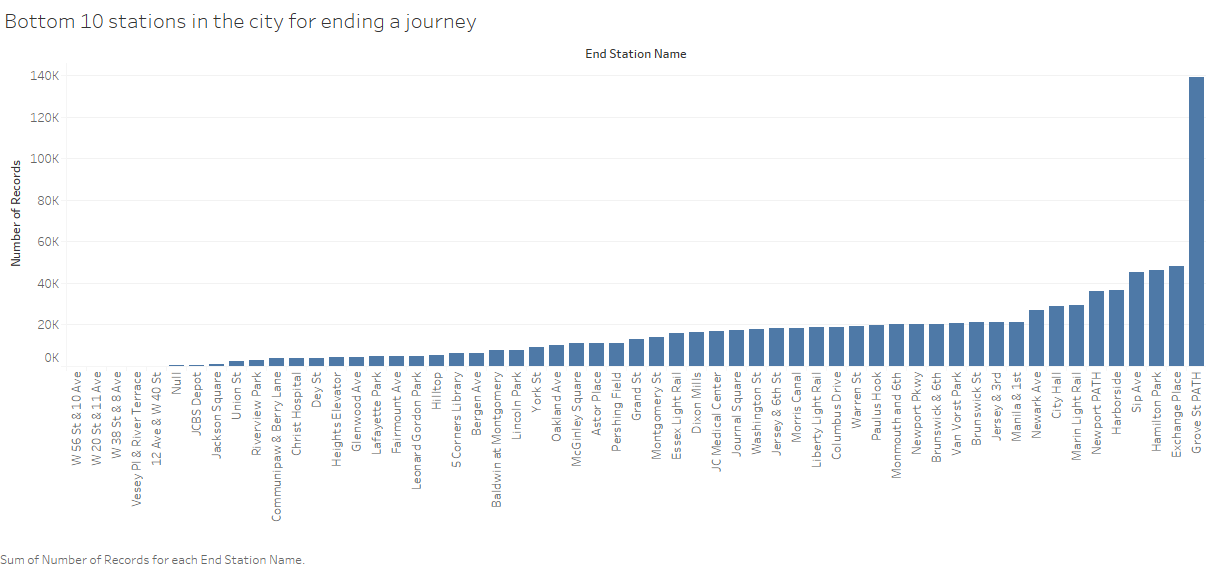 Bottom 10 stations in the city for ending a journey
End Station Name
Number of Records
140K
120K
100K
80K
60K
40K
20K
0K
W 56 St & 10 Ave
W 20 St & 11 Ave
W 38 St & 8 Ave
Vesey Pl & River Terrace
12 Ave & W 40 St
Null
JCBS Depot
Jackson Square
Union St
Riverview Park
Communipaw & Berry Lane
Christ Hospital
Dey St
Heights Elevator
Glenwood Ave
Lafayette Park
Fairmount Ave
Leonard Gordon Park
Hilltop
5 Corners Library
Bergen Ave
Baldwin at Montgomery
Lincoln Park
York St
Oakland Ave
McGinley Square
Astor Place
Pershing Field
Grand St
Montgomery St
Essex Light Rail
Dixon Mills
JC Medical Center
Journal Square
Washington St
Jersey & 6th St
Morris Canal
Liberty Light Rail
Columbus Drive
Warren St
Paulus Hook
Monmouth and 6th
Newport Pkwy
Brunswick & 6th
Van Vorst Park
Brunswick St
Jersey & 3rd
Manila & 1st
Newark Ave
City Hall
Marin Light Rail
Newport PATH
Harborside
Sip Ave
Hamilton Park
Exchange Place
Grove St PATH
Sum of Number of Records for each End Station Name.